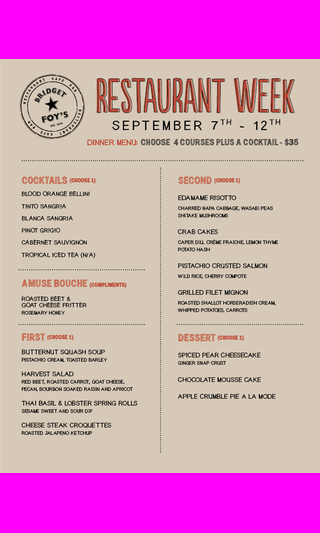 RESTAURANT CAFE BAR
BRIDGET
FOY'S
RESTAURANT WEEK
SEPTEMBER 7TH - 12TH
DINNER MENU: CHOOSE 4 COURSES PLUS A COCKTAIL - $35
COCKTAILS (CHOOSE 1)
BLOOD ORANGE BELLINI
TINTO SANGRIA
BLANCA SANGRIA
PINOT GRIGIO
CABERNET SAUVIGNON
TROPICAL ICED TEA (N/A)
AMUSE BOUCHE (COMPLIMENTS)
ROASTED BEET &
GOAT CHEESE FRITTER
ROSEMARY HONEY
FIRST (CHOOSE 1)
BUTTERNUT SQUASH SOUP
PISTACHIO CREAM, TOASTED BARLEY
HARVEST SALAD
RED BEET, ROASTED CARROT, GOAT CHEESE,
PECAN, BOURBON SOAKED RAISIN AND APRICOT
THAI BASIL & LOBSTER SPRING ROLLS
SESAME SWEET AND SOUR DIP
CHEESE STEAK CROQUETTES
ROASTED JALAPENO KETCHUP
SECOND (CHOOSE 1)
EDAMAME RISOTTO
CHARRED NAPA CABBAGE, WASABI PEAS
SHITAKE MUSHROOMS
CRAB CAKES
CAPER DILL CRÈME FRAICHE, LEMON THYME
POTATO HASH
PISTACHIO CRUSTED SALMON
WILD RICE, CHERRY COMPOTE
GRILLED FILET MIGNON
ROASTED SHALLOT HORSERADISH CREAM,
WHIPPED POTATOES, CARROTS
DESSERT (CHOOSE 1)
SPICED PEAR CHEESECAKE
GINGER SNAP CRUST
CHOCOLATE MOUSSE CAKE
APPLE CRUMBLE PIE A LA MODE